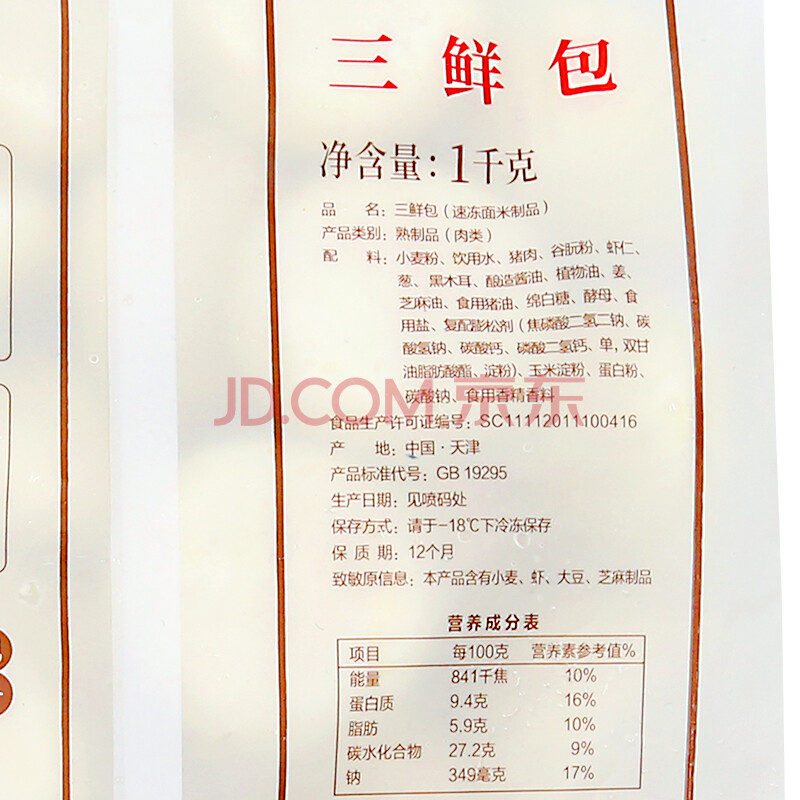 三鲜包
净含量：1千克
品 名：三鲜包（速冻面米制品）
产品类别：熟制品（肉类）
配 料：小麦粉、饮用水、猪肉、谷朊粉、虾仁、
葱、黑木耳、酿造酱油、植物油、姜、
芝麻油、食用猪油、绵白糖、酵母、食
用盐、复配膨松剂（焦磷酸二氢二钠、碳
酸氢钠、碳酸钙、磷酸二氢钙、单，双甘
油脂肪酸酯、淀粉）、玉米淀粉、蛋白粉、
碳酸钠、食用香精香料
JD.COM 京东
食品生产许可证编号：SC11112011100416
产 地：中国·天津
产品标准代号：GB 19295
生产日期：见喷码处
保存方式：请于-18℃下冷冻保存
保 质 期：12个月
致敏原信息：本产品含有小麦、虾、大豆、芝麻制品
营养成分表
项目 每100克 营养素参考值%
能量 841千焦 10%
蛋白质 9.4克 16%
脂肪 5.9克 10%
碳水化合物 27.2克 9%
钠 349毫克 17%